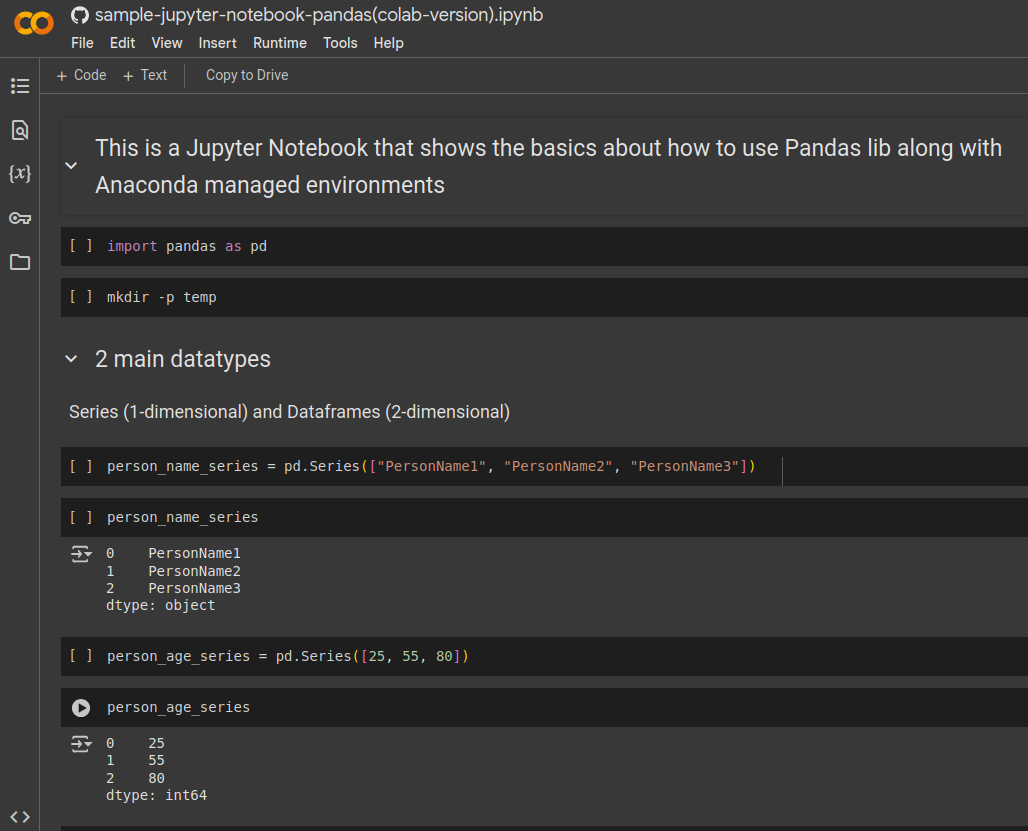 sample-jupyter-notebook-pandas(colab-version).ipynb
File Edit View Insert Runtime Tools Help
+ Code + Text Copy to Drive
This is a Jupyter Notebook that shows the basics about how to use Pandas lib along with
Anaconda managed environments
[ ] import pandas as pd
[ ] mkdir -p temp
2 main datatypes
Series (1-dimensional) and Dataframes (2-dimensional)
[ ] person_name_series = pd.Series(["PersonName1", "PersonName2", "PersonName3"])
[ ] person_name_series
0 PersonName1
1 PersonName2
2 PersonName3
dtype: object
[ ] person_age_series = pd.Series([25, 55, 80])
person_age_series
0 25
1 55
2 80
dtype: int64